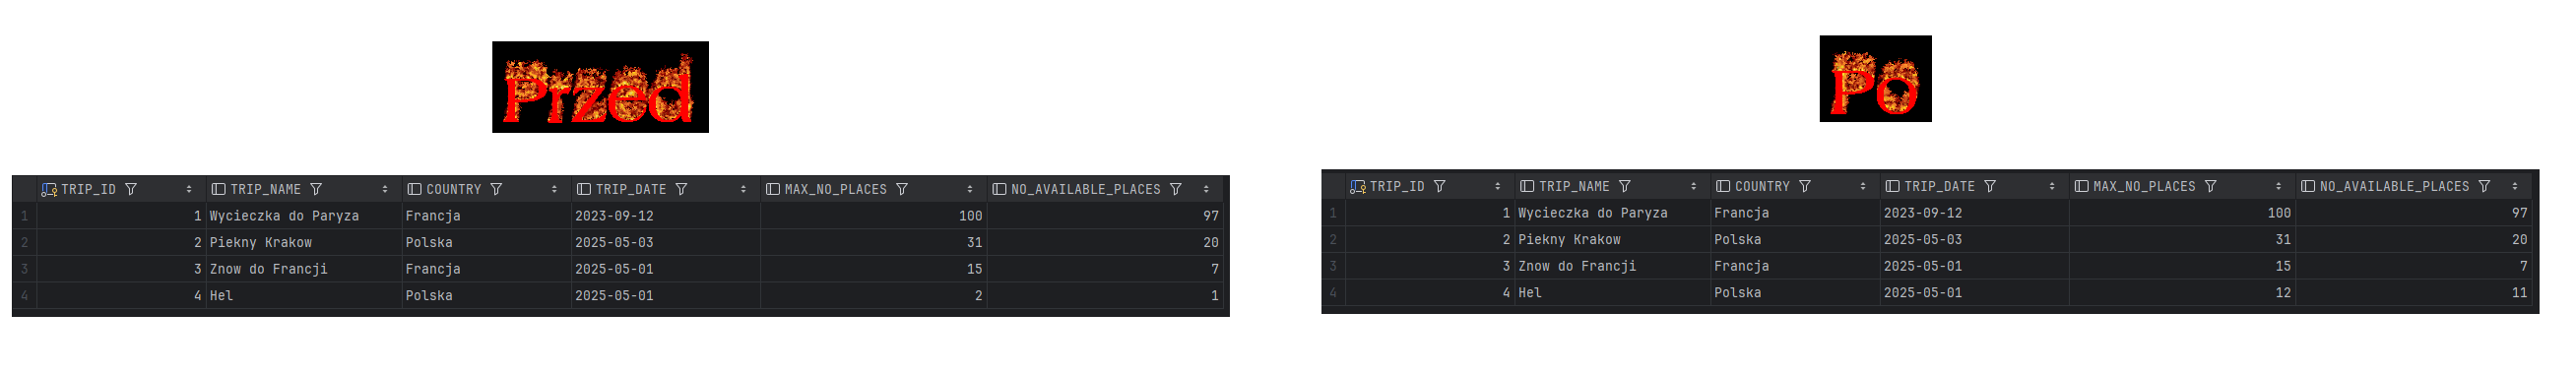 Przed
TRIP_ID TRIP_NAME COUNTRY TRIP_DATE MAX_NO_PLACES NO_AVAILABLE_PLACES
1 1 Wycieczka do Paryza Francja 2023-09-12 100 97
2 2 Piekny Krakow Polska 2025-05-03 31 20
3 3 Znow do Francji Francja 2025-05-01 15 7
4 4 Hel Polska 2025-05-01 2 1
Po
TRIP_ID TRIP_NAME COUNTRY TRIP_DATE MAX_NO_PLACES NO_AVAILABLE_PLACES
1 1 Wycieczka do Paryza Francja 2023-09-12 100 97
2 2 Piekny Krakow Polska 2025-05-03 31 20
3 3 Znow do Francji Francja 2025-05-01 15 7
4 4 Hel Polska 2025-05-01 12 11